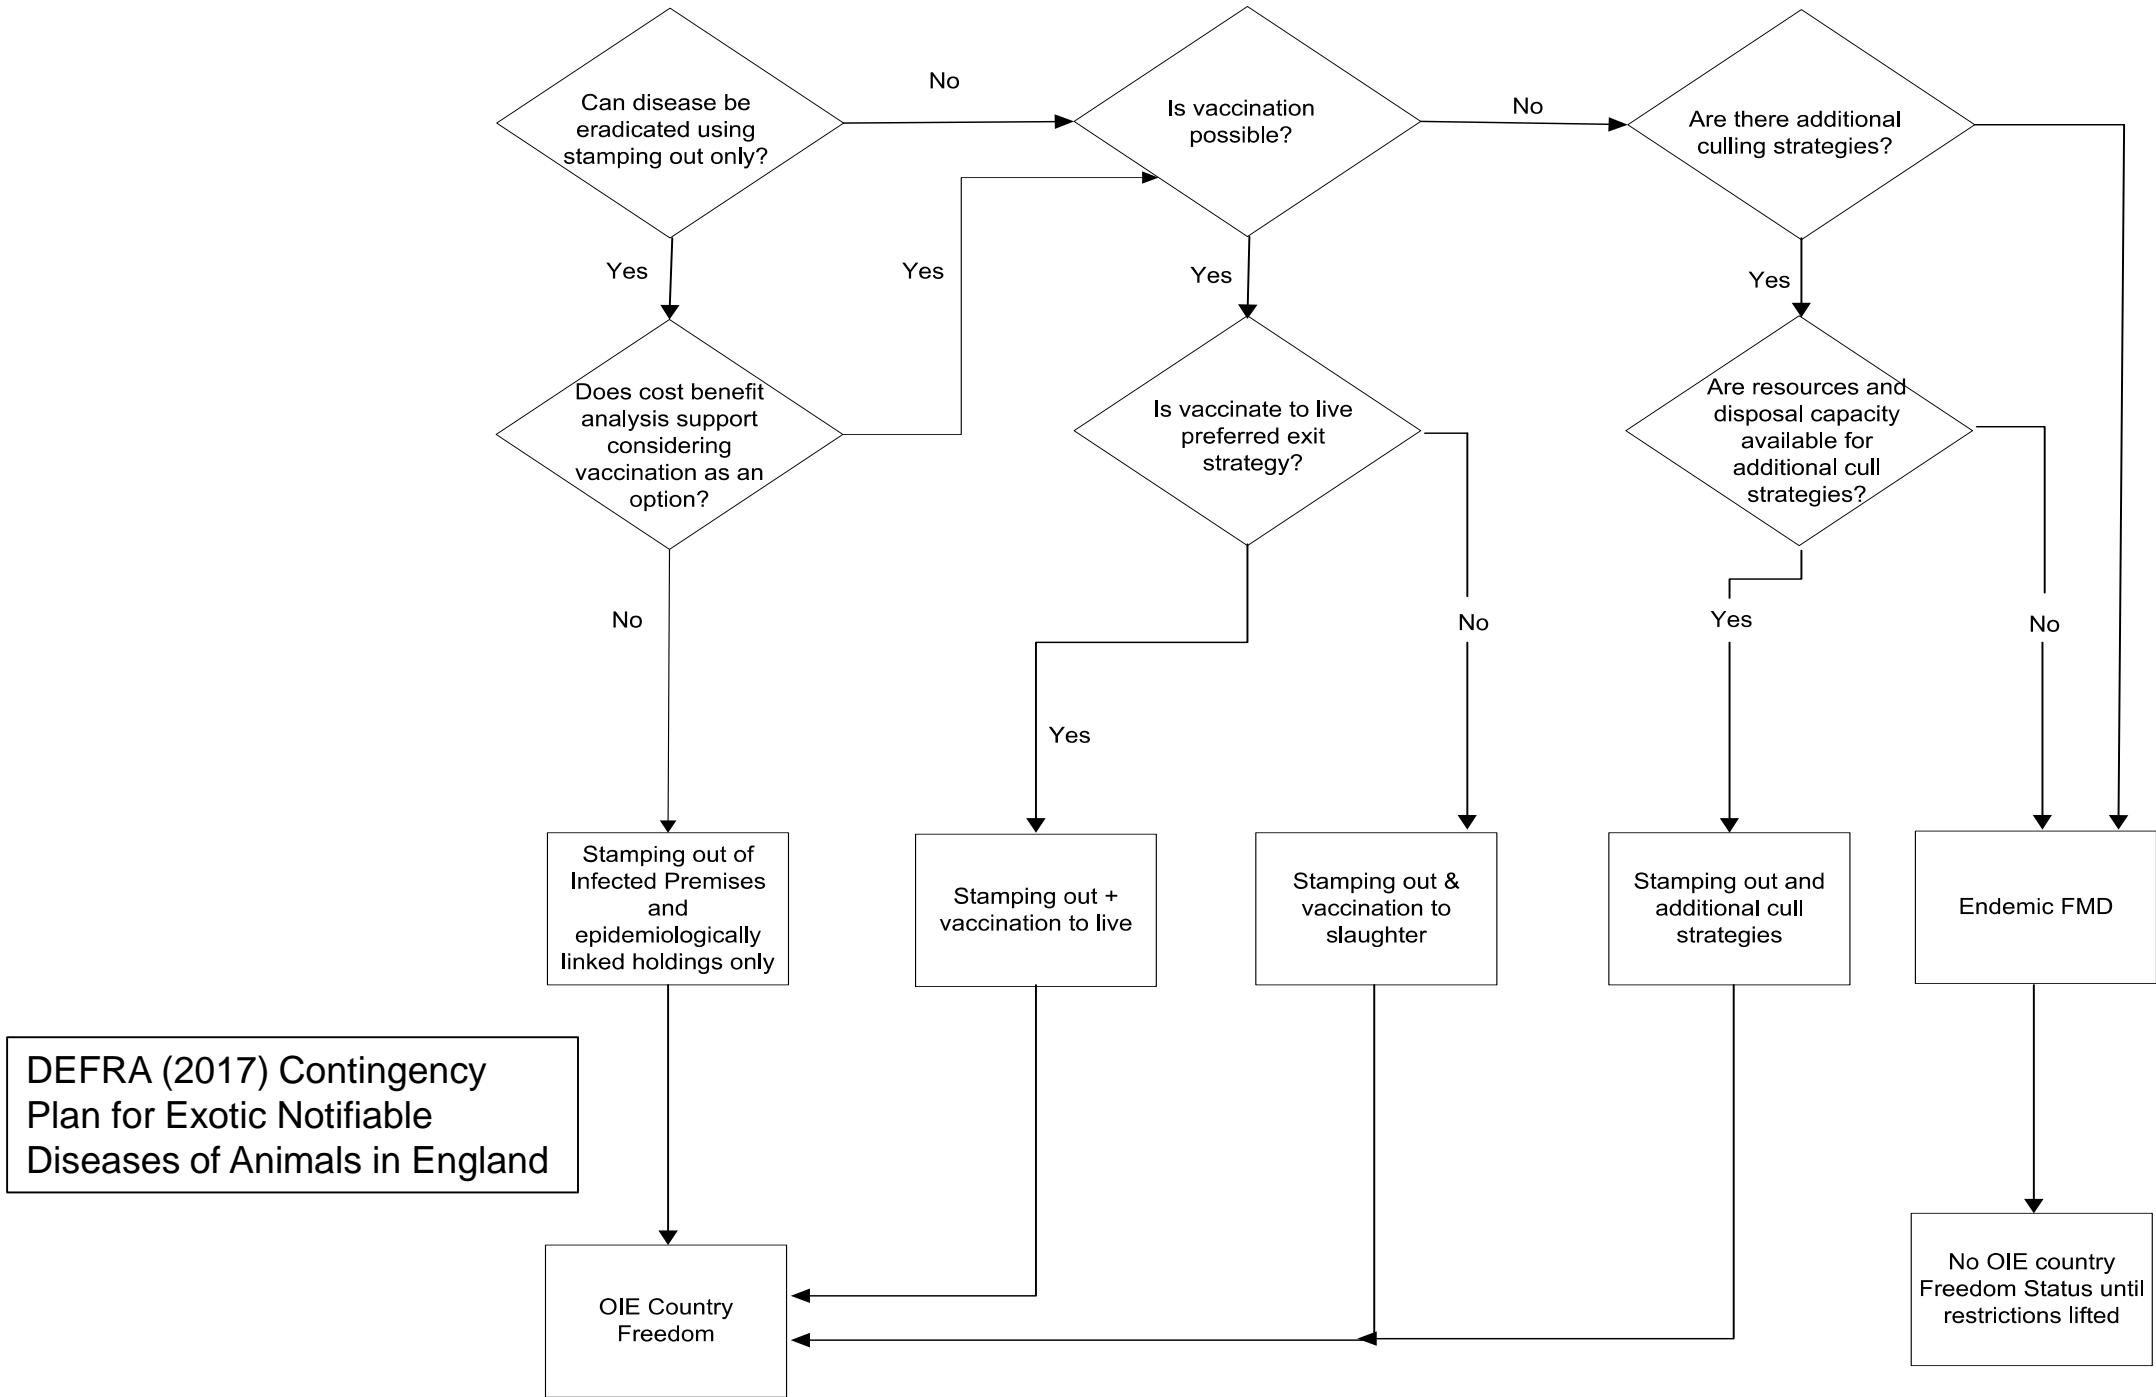 Can disease be
eradicated using
stamping out only?
No
Is vaccination
possible?
No
Are there additional
culling strategies?
Yes
Yes
Yes
Yes
Does cost benefit
analysis support
considering
vaccination as an
option?
Is vaccinate to live
preferred exit
strategy?
Are resources and
disposal capacity
available for
additional cull
strategies?
No
Yes
No
Yes
No
Stamping out of
Infected Premises
and
epidemiologically
linked holdings only
Stamping out +
vaccination to live
Stamping out &
vaccination to
slaughter
Stamping out and
additional cull
strategies
Endemic FMD
DEFRA (2017) Contingency
Plan for Exotic Notifiable
Diseases of Animals in England
OIE Country
Freedom
No OIE country
Freedom Status until
restrictions lifted